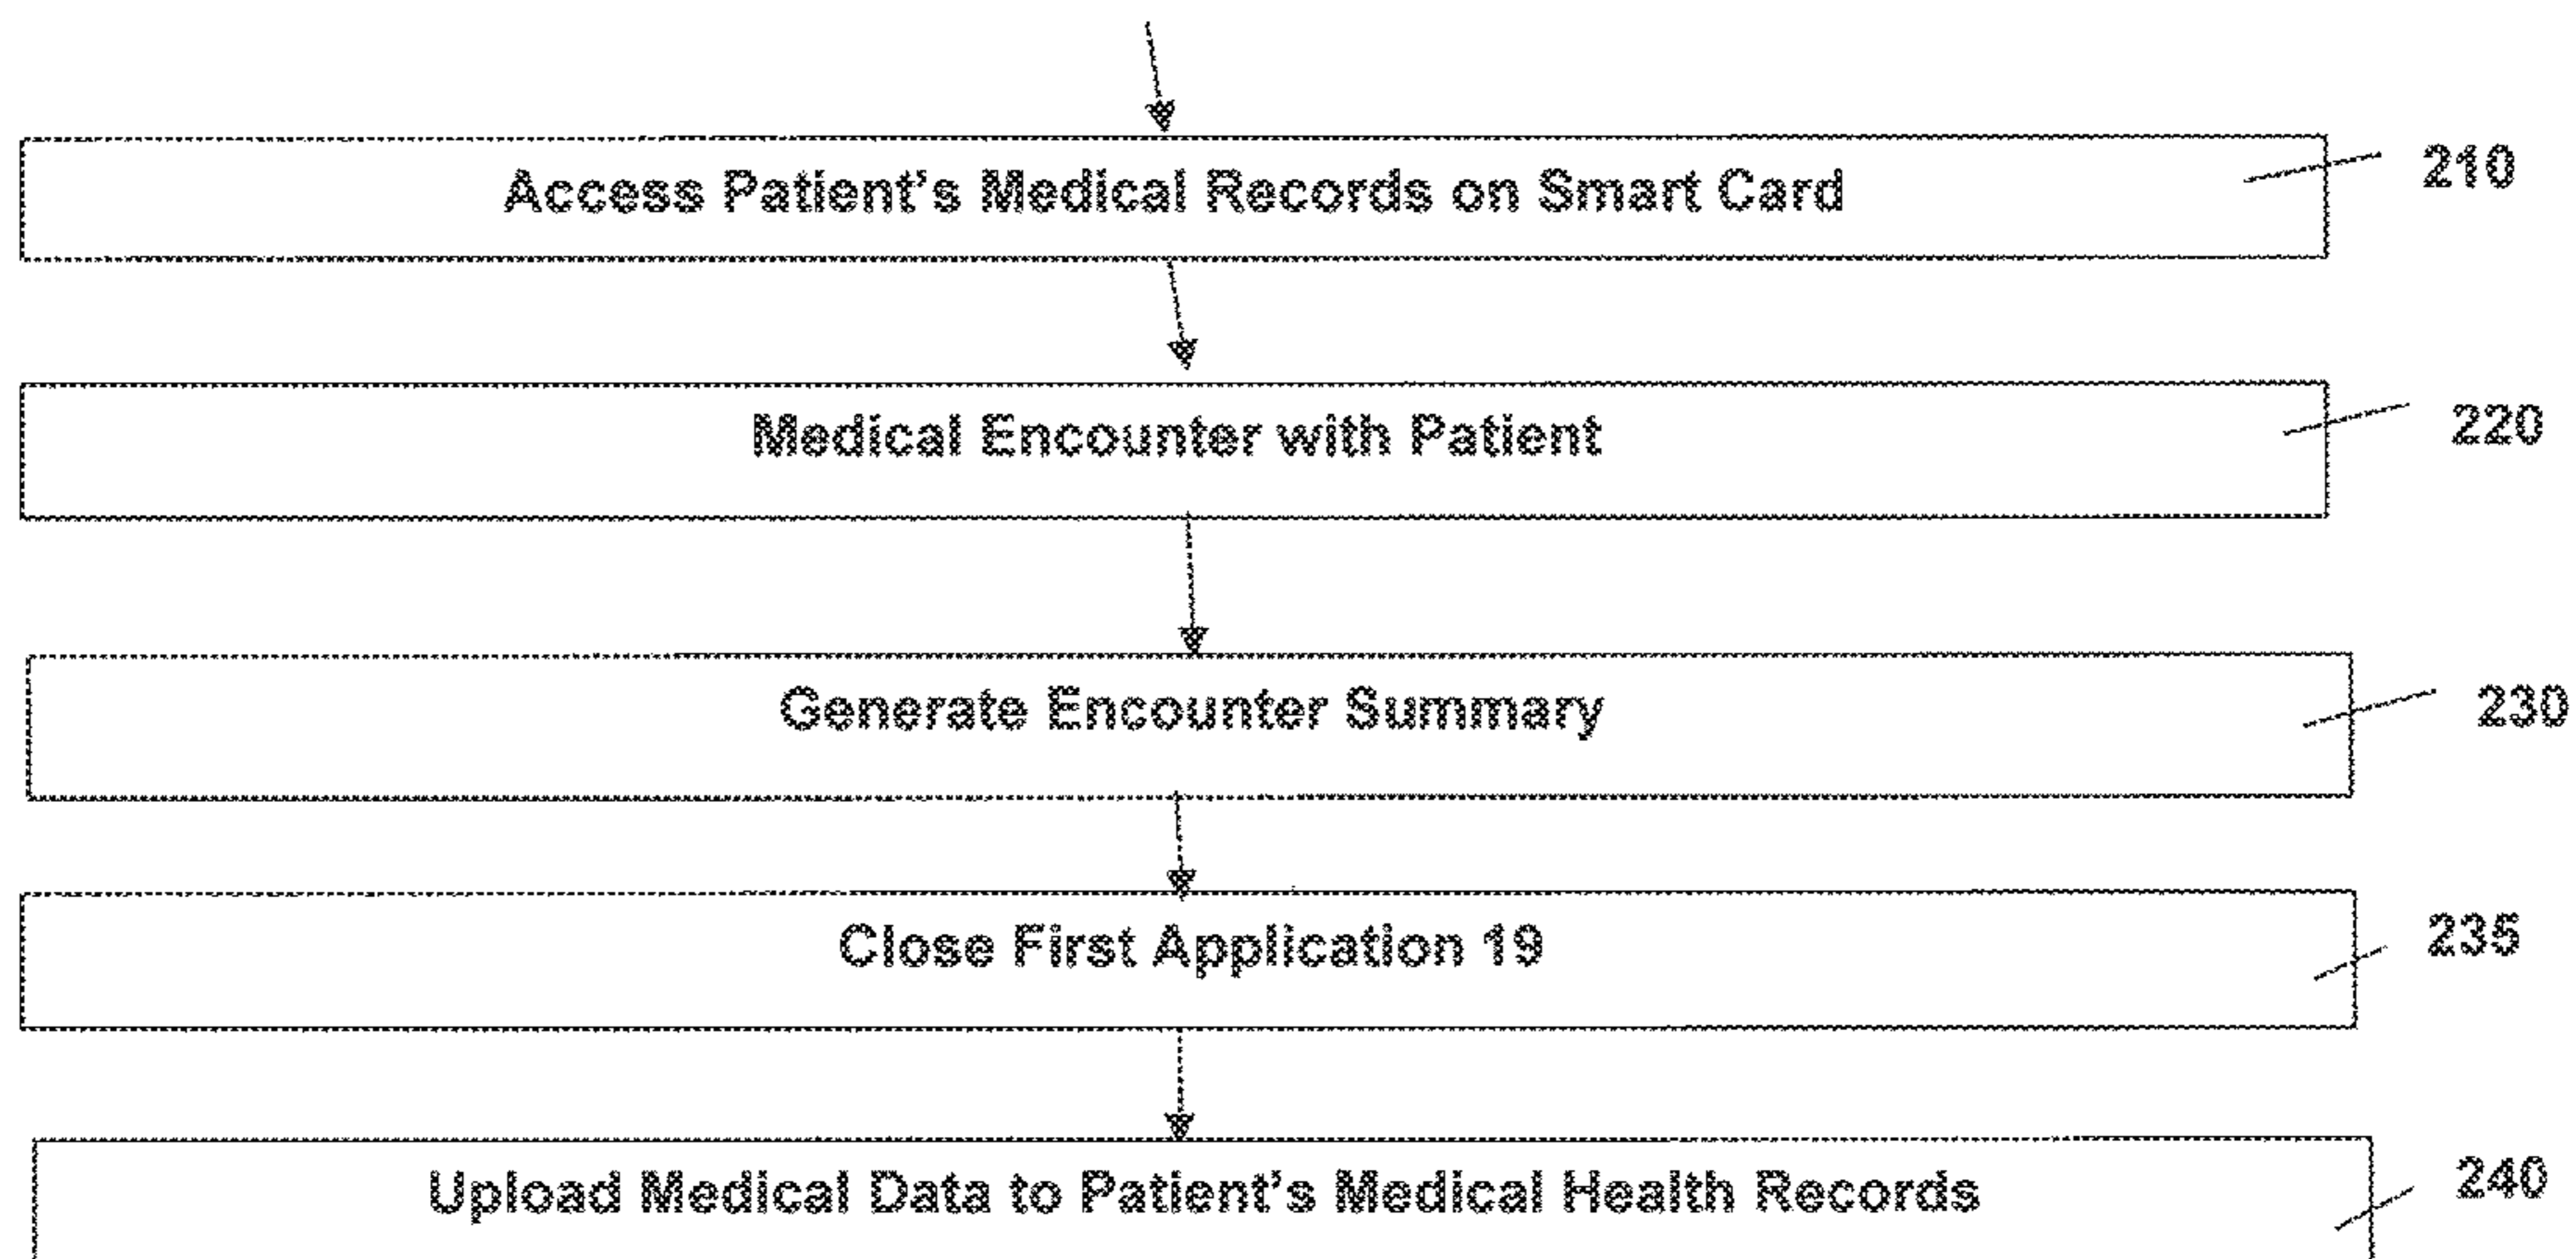 Access Patient's Medical Records on Smart Card 210
Medical Encounter with Patient 220
Generate Encounter Summary 230
Close First Application 19 235
Upload Medical Data to Patient's Medical Health Records 240